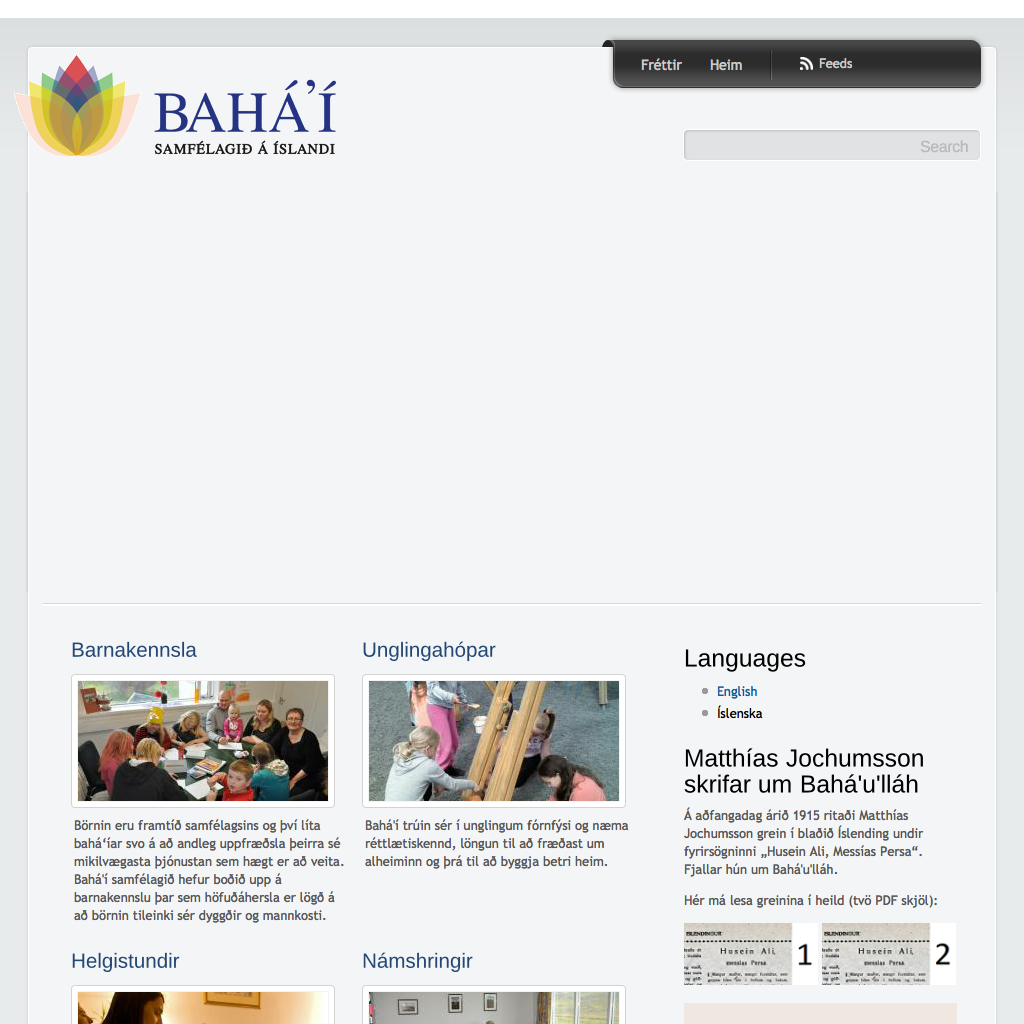 Fréttir
Heim
Feeds
BAHÁ'Í
SAMFÉLAGIÐ Á ÍSLANDI
Search
Barnakennsla
Börnin eru framtíð samfélagsins og því líta
bahá‘íar svo á að andleg uppfræðsla þeirra sé
mikilvægasta þjónustan sem hægt er að veita.
Bahá'í samfélagið hefur boðið upp á
barnakennslu þar sem höfuðáhersla er lögð á
að börnin tileinki sér dyggðir og mannkosti.
Unglingahópar
Bahá'í trúin sér í unglingum fórnfýsi og næma
réttlætiskennd, löngun til að fræðast um
alheiminn og þrá til að byggja betri heim.
Helgistundir
Námshringir
Languages
English
Íslenska
Matthías Jochumsson
skrifar um Bahá'u'lláh
Á aðfangadag árið 1915 ritaði Matthías
Jochumsson grein í blaðið Íslending undir
fyrirsögninni „Husein Ali, Messías Persa“.
Fjallar hún um Bahá'u'lláh.
Hér má lesa greinina í heild (tvö PDF skjöl):
ISLENDINGUR
Husein Ali,
messias Persa
1
ISLENDINGUR
Husein Ali,
messias Persa
2